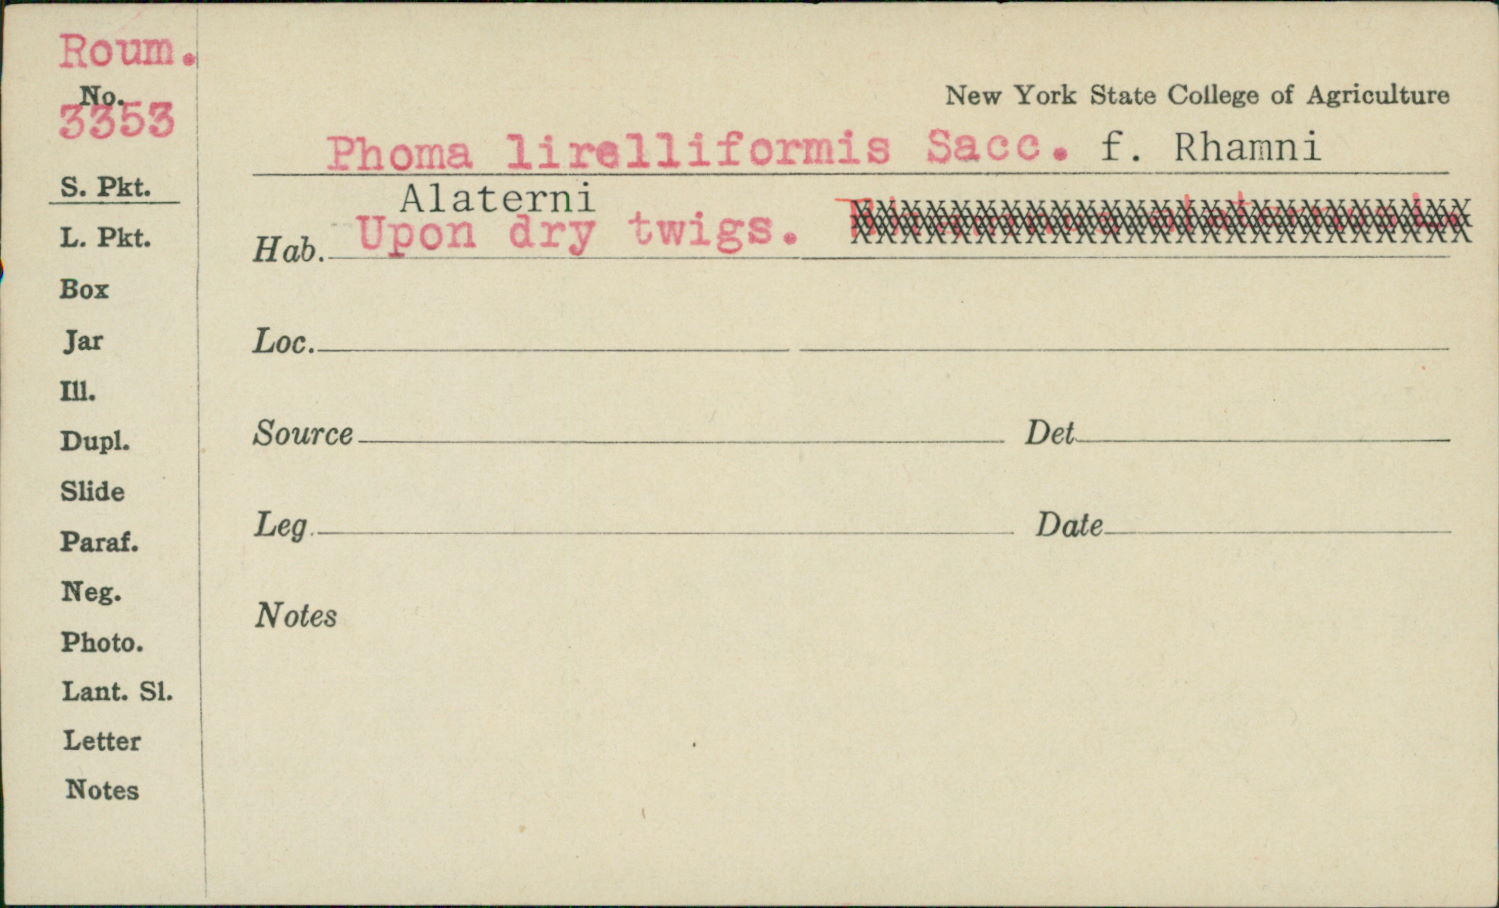 Roum.
No.
3353
S. Pkt.
L. Pkt.
Box
Jar
Ill.
Dupl.
Slide
Paraf.
Neg.
Photo.
Lant. Sl.
Letter
Notes
New York State College of Agriculture
Phoma lirelliformis Sacc. f. Rhamni
Alaterni
Hab. Upon dry twigs.
Loc.
Source Det
Leg. Date
Notes